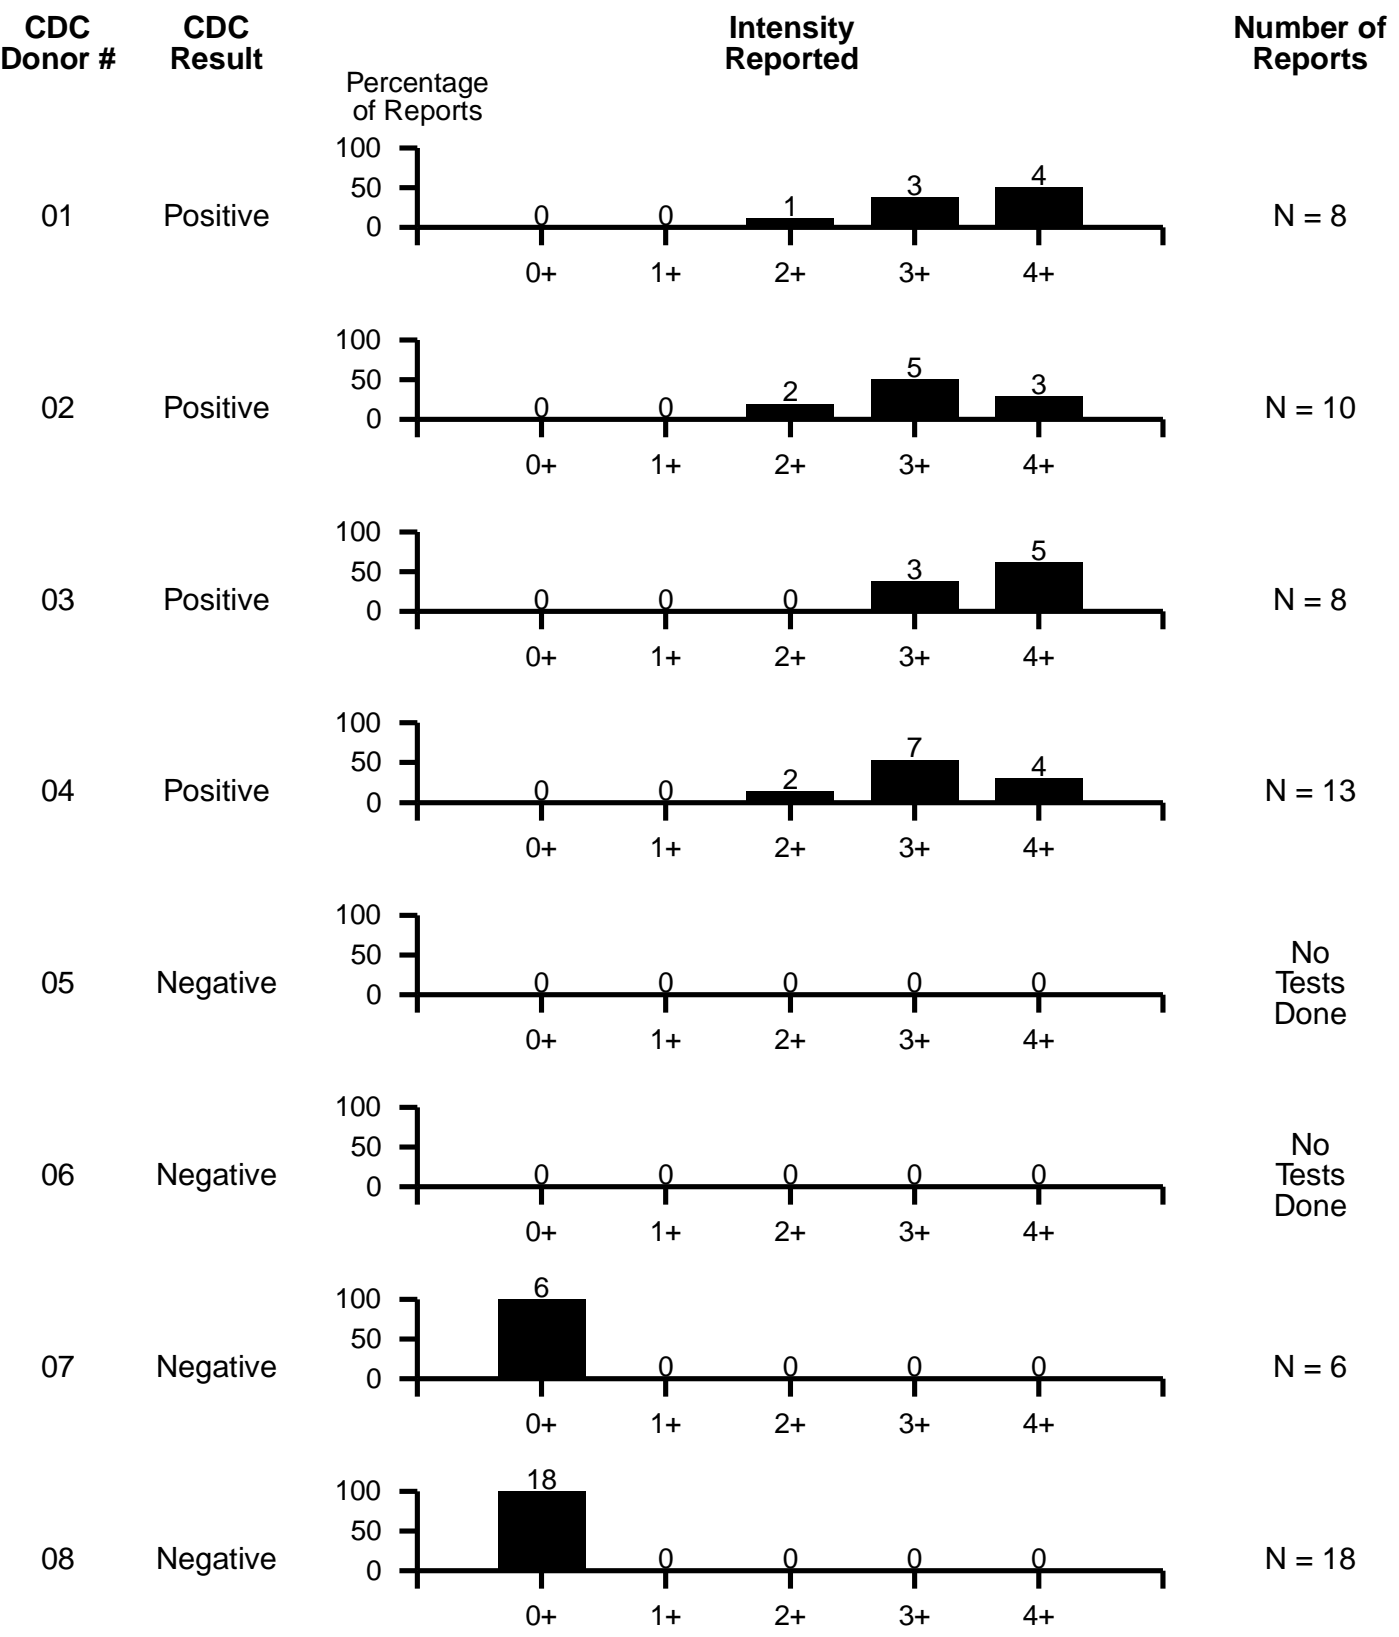 CDC CDC Intensity Number of
Donor # Result Reported Reports
Percentage
of Reports
100
50
0
01 Positive 0 0 1 3 4 N = 8
0+ 1+ 2+ 3+ 4+
100
50
0
02 Positive 0 0 2 5 3 N = 10
0+ 1+ 2+ 3+ 4+
100
50
0
03 Positive 0 0 0 3 5 N = 8
0+ 1+ 2+ 3+ 4+
100
50
0
04 Positive 0 0 2 7 4 N = 13
0+ 1+ 2+ 3+ 4+
100
50
0
05 Negative 0 0 0 0 0 No
Tests
Done
0+ 1+ 2+ 3+ 4+
100
50
0
06 Negative 0 0 0 0 0 No
Tests
Done
0+ 1+ 2+ 3+ 4+
100
50
0
07 Negative 6 0 0 0 0 N = 6
0+ 1+ 2+ 3+ 4+
100
50
0
08 Negative 18 0 0 0 0 N = 18
0+ 1+ 2+ 3+ 4+